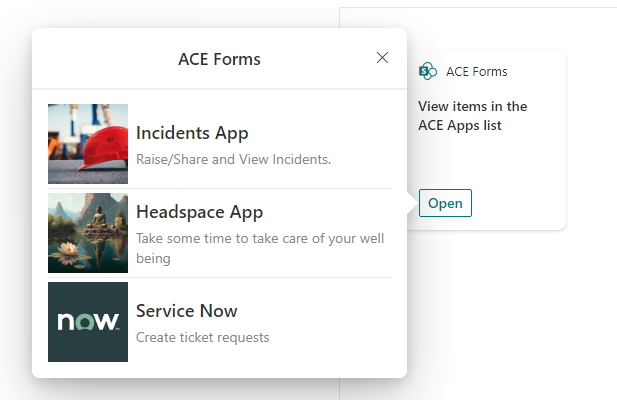 ACE Forms
Incidents App
Raise/Share and View Incidents.
Headspace App
Take some time to take care of your well
being
now
Service Now
Create ticket requests
S
ACE Forms
View items in the
ACE Apps list
Open